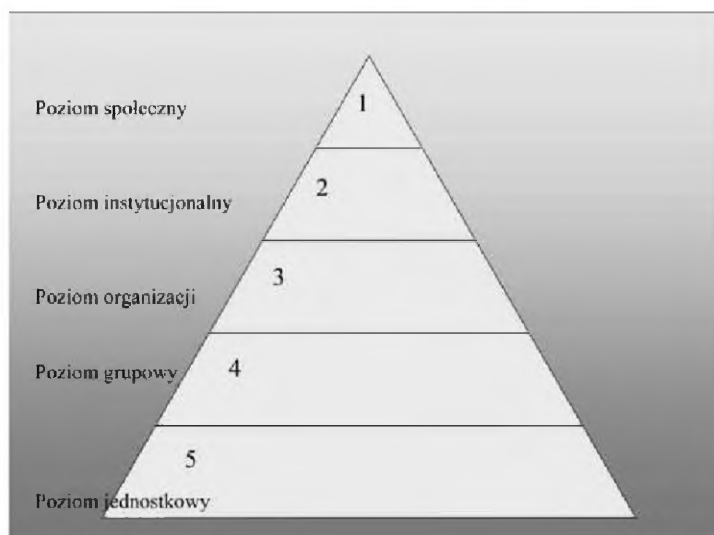 Poziom społeczny
1
Poziom instytucjonalny
2
Poziom organizacji
3
Poziom grupowy
4
5
Poziom jednostkowy